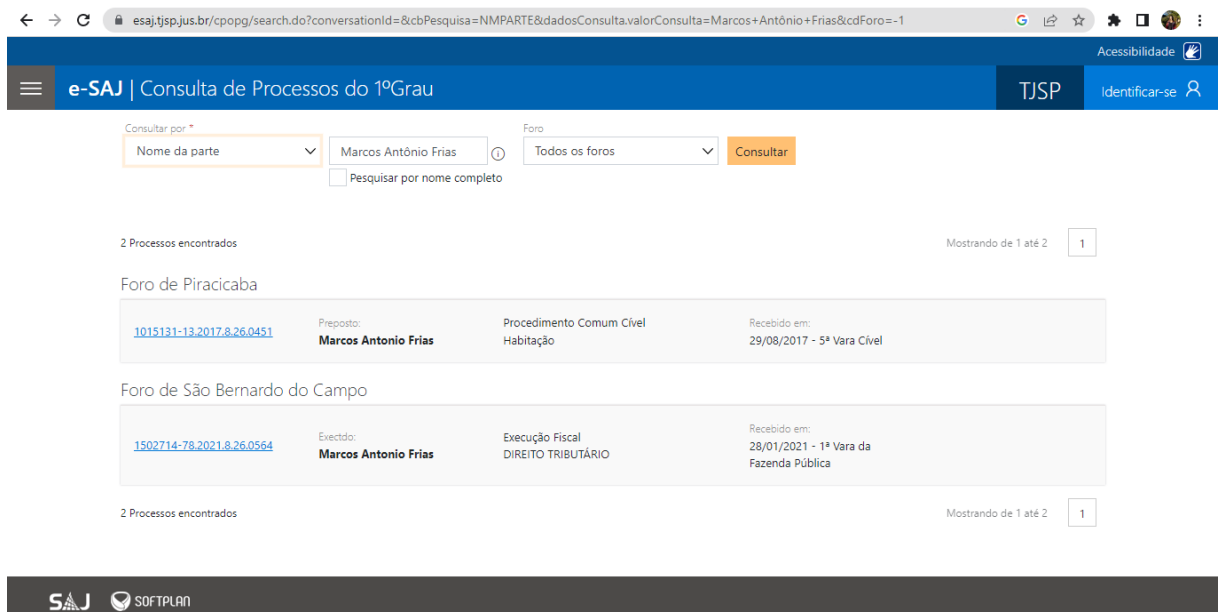 esaj.tjsp.jus.br/cpopg/search.do?conversationId=&cbPesquisa=NMPARTE&dadosConsulta.valorConsulta=Marcos+Antônio+Frias&cdForo=-1
Acessibilidade
e-SAJ | Consulta de Processos do 1ºGrau
TJSP
Identificar-se
Consultar por *
Foro
Nome da parte
Marcos Antônio Frias
Todos os foros
Consultar
Pesquisar por nome completo
2 Processos encontrados
Mostrando de 1 até 2
1
Foro de Piracicaba
1015131-13.2017.8.26.0451
Preposto:
Marcos Antonio Frias
Procedimento Comum Cível
Habitação
Recebido em:
29/08/2017 - 5ª Vara Cível
Foro de São Bernardo do Campo
1502714-78.2021.8.26.0564
Exectdo:
Marcos Antonio Frias
Execução Fiscal
DIREITO TRIBUTÁRIO
Recebido em:
28/01/2021 - 1ª Vara da
Fazenda Pública
2 Processos encontrados
Mostrando de 1 até 2
1
SAJ
SOFTPLAN